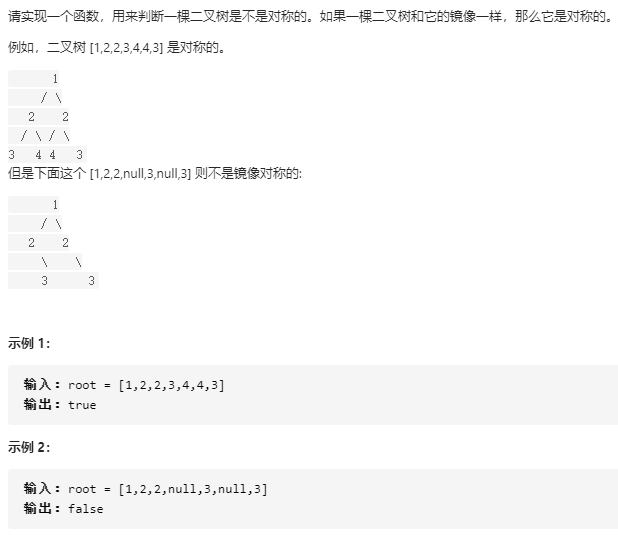 请实现一个函数，用来判断一棵二叉树是不是对称的。如果一棵二叉树和它的镜像一样，那么它是对称的。
例如，二叉树 [1,2,2,3,4,4,3] 是对称的。
1
/ \
2 2
/ \ / \
3 4 4 3
但是下面这个 [1,2,2,null,3,null,3] 则不是镜像对称的:
1
/ \
2 2
\ \
3 3
示例 1：
输入：root = [1,2,2,3,4,4,3]
输出：true
示例 2：
输入：root = [1,2,2,null,3,null,3]
输出：false